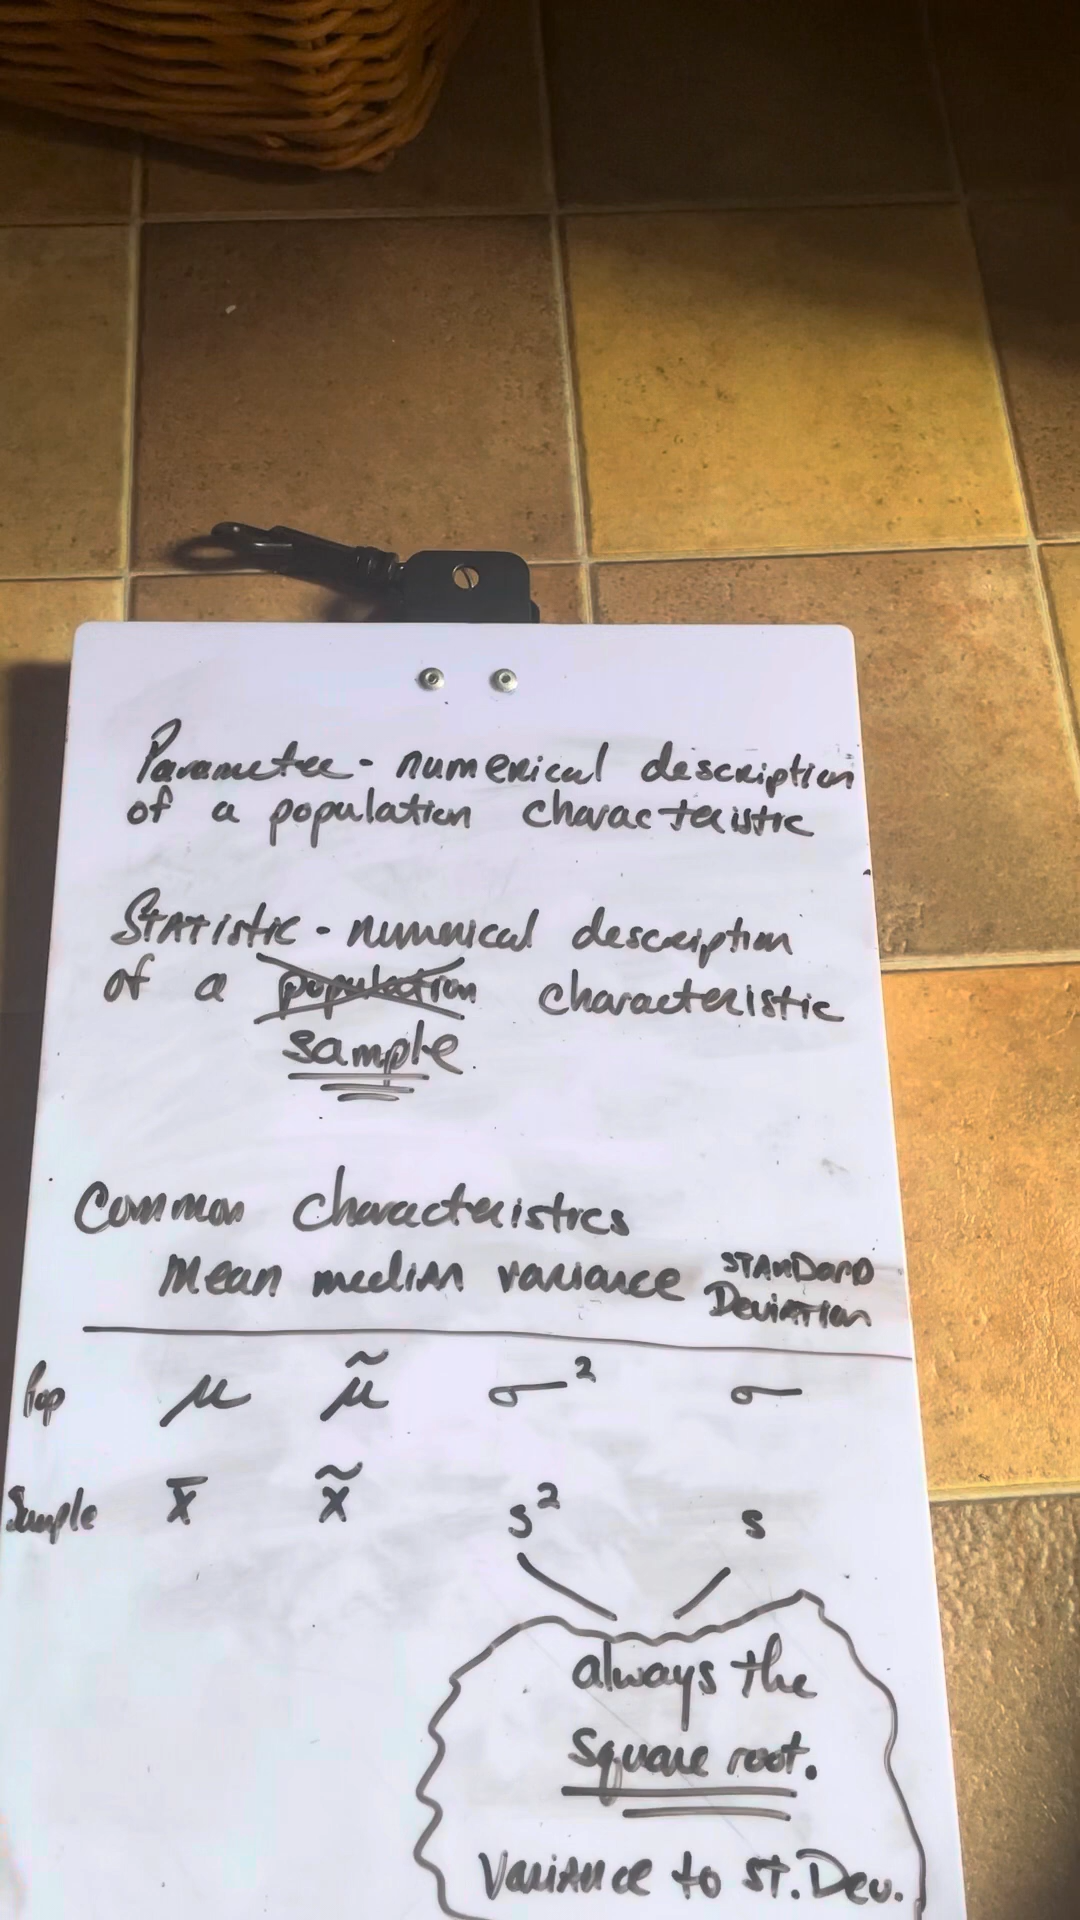 Parameter - numerical description
of a population characteristic
Statistic - numerical description
of a population characteristic
sample
Common Characteristics
Mean median variance STANDARD
Deviation
Pop μ μ̃ σ² σ
Sample x̄ x̃ s² s
always the
square root.
Variance to St. Dev.